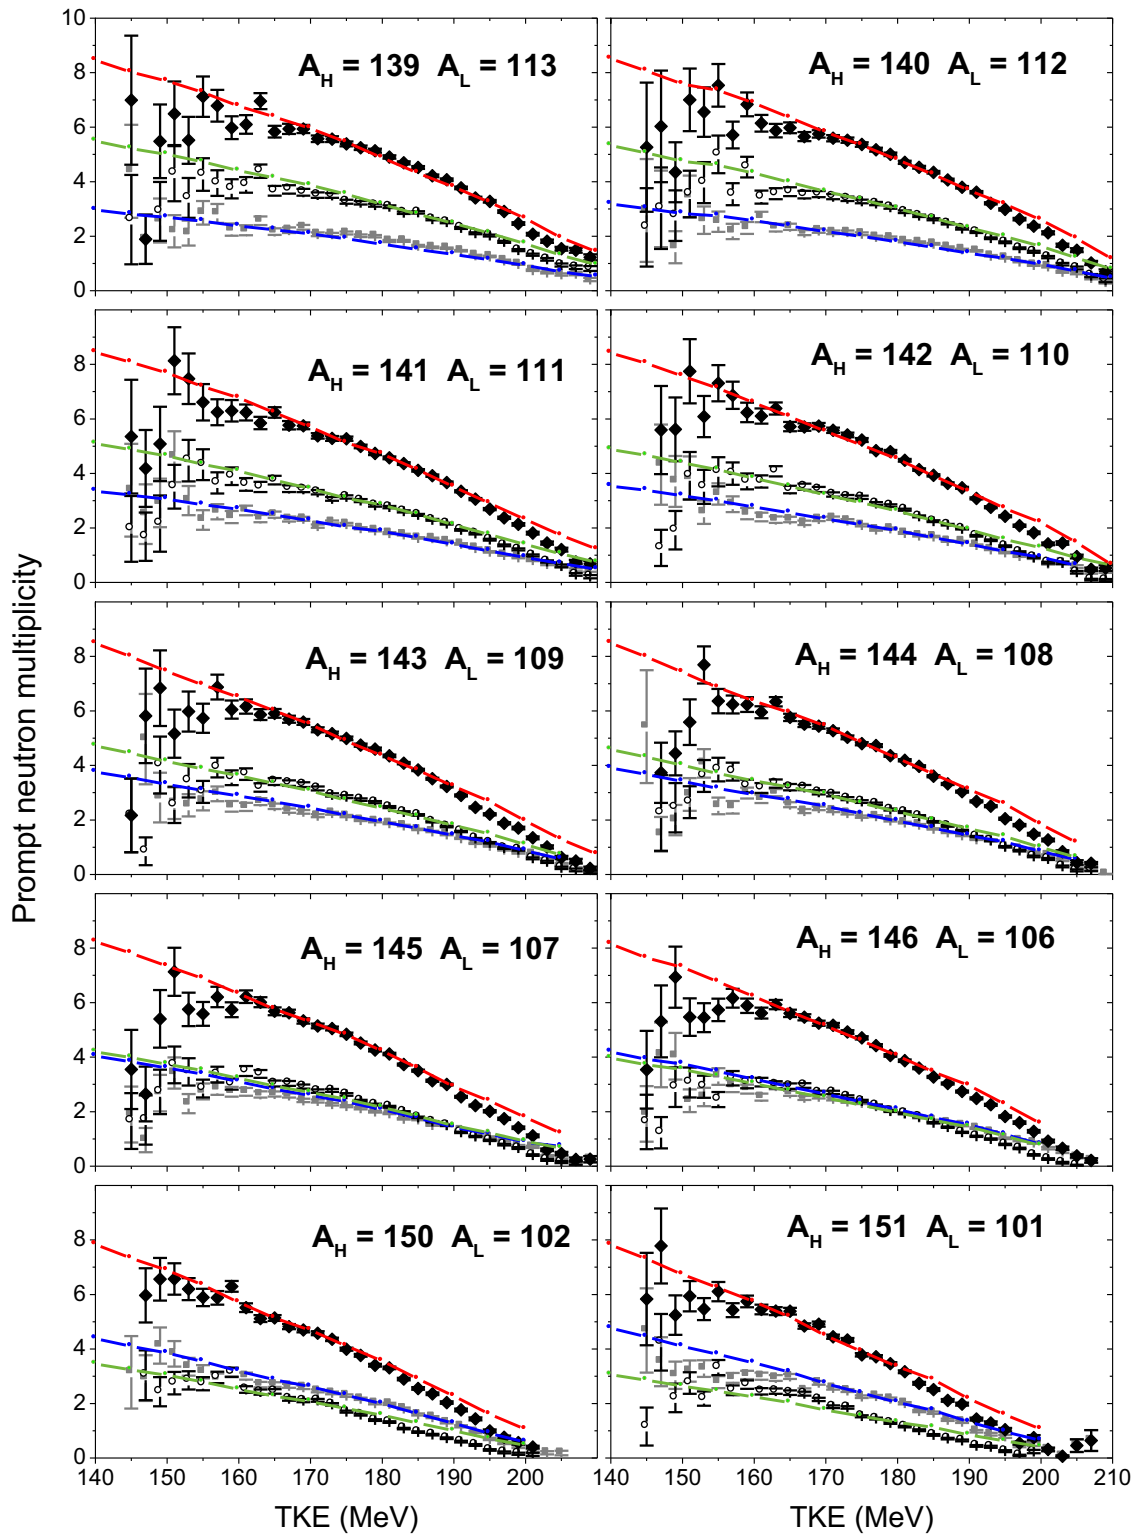 10
8
6
4
2
0
A_H = 139 A_L = 113
A_H = 140 A_L = 112
8
6
4
2
0
A_H = 141 A_L = 111
A_H = 142 A_L = 110
8
6
4
2
0
A_H = 143 A_L = 109
A_H = 144 A_L = 108
8
6
4
2
0
A_H = 145 A_L = 107
A_H = 146 A_L = 106
8
6
4
2
0
A_H = 150 A_L = 102
A_H = 151 A_L = 101
140 150 160 170 180 190 200
140 150 160 170 180 190 200 210
TKE (MeV)
TKE (MeV)
Prompt neutron multiplicity